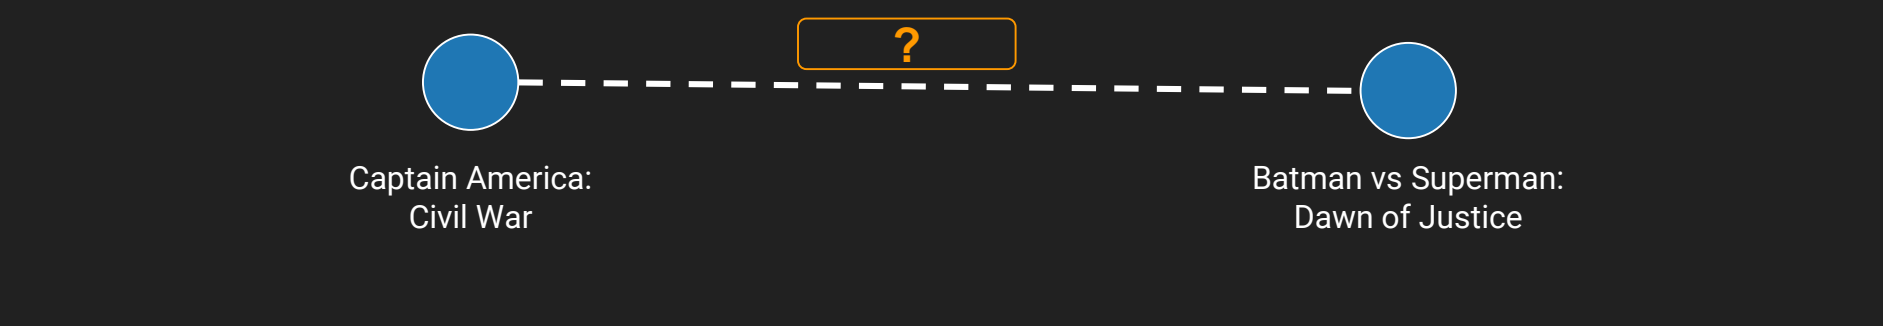 ?
Captain America:
Civil War
Batman vs Superman:
Dawn of Justice